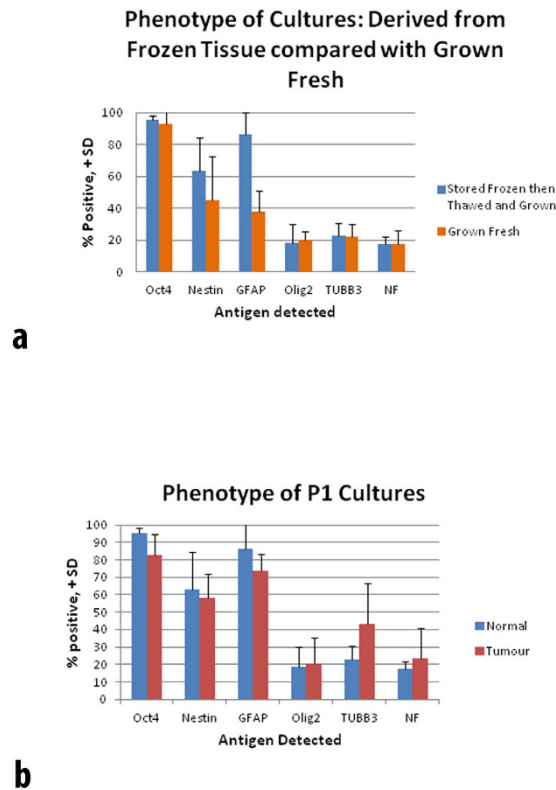 Phenotype of Cultures: Derived from
Frozen Tissue compared with Grown
Fresh
100
80
60
40
20
0
% Positive, + SD
Oct4 Nestin GFAP Olig2 TUBB3 NF
Antigen detected
Stored Frozen then
Thawed and Grown
Grown Fresh
a
Phenotype of P1 Cultures
100
90
80
70
60
50
40
30
20
10
0
% positive, + SD
Oct4 Nestin GFAP Olig2 TUBB3 NF
Antigen Detected
Normal
Tumour
b